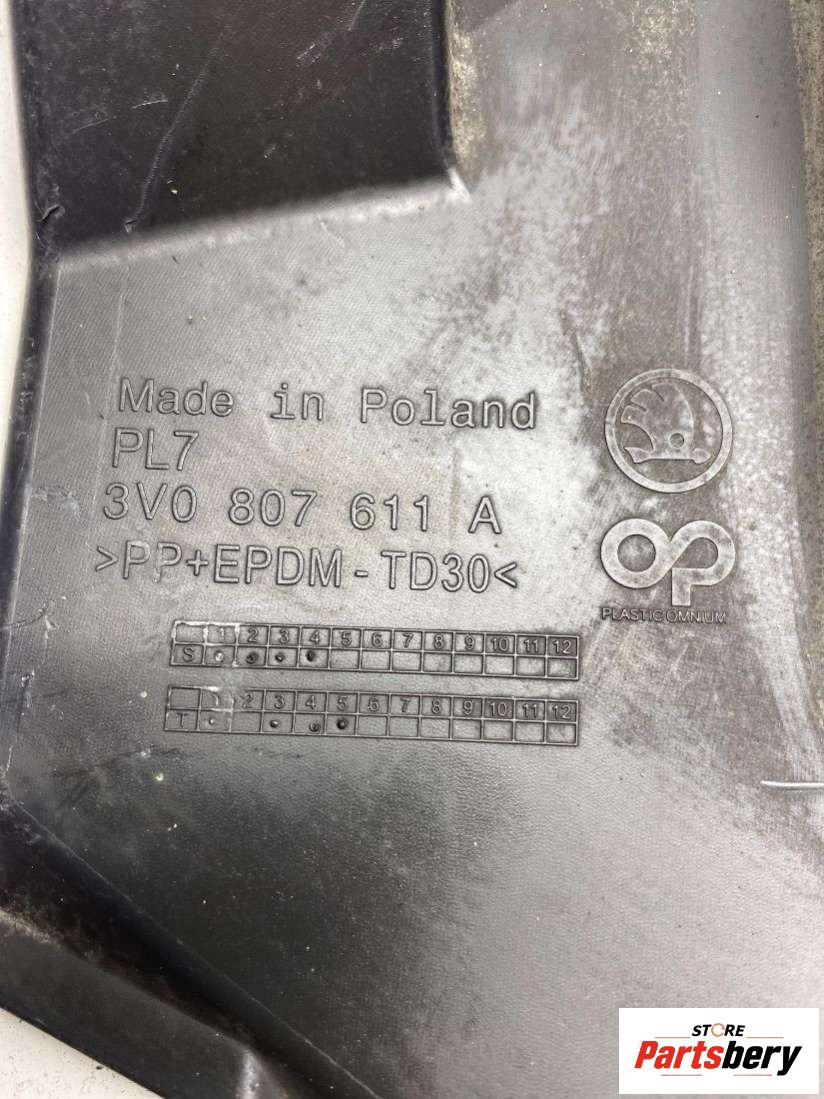 Made in Poland
PL7
3V0 807 611 A
>PP+EPDM-TD30<
PLASTIC OMNIUM
1 2 3 4 5 6 7 8 9 10 11 12
S
1 2 3 4 5 6 7 8 9 10 11 12
T
STORE
Partsbery